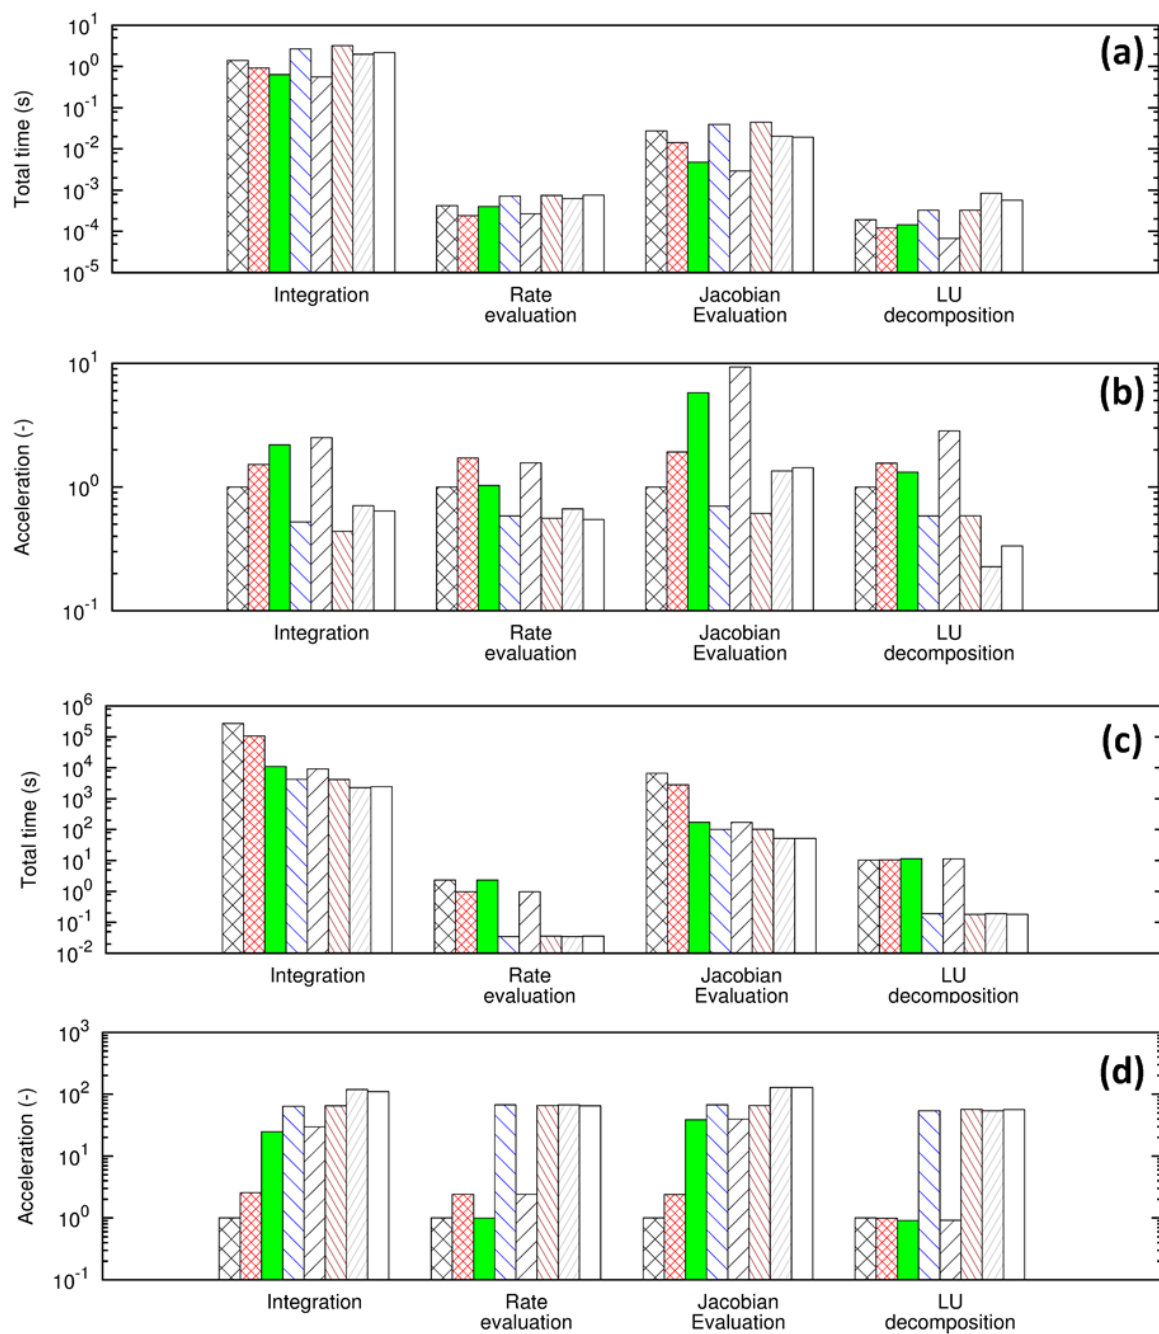 (a)
Total time (s)
10^1
10^0
10^-1
10^-2
10^-3
10^-4
10^-5
Integration
Rate
evaluation
Jacobian
Evaluation
LU
decomposition
(b)
Acceleration (-)
10^1
10^0
10^-1
Integration
Rate
evaluation
Jacobian
Evaluation
LU
decomposition
(c)
Total time (s)
10^6
10^5
10^4
10^3
10^2
10^1
10^0
10^-1
10^-2
Integration
Rate
evaluation
Jacobian
Evaluation
LU
decomposition
(d)
Acceleration (-)
10^3
10^2
10^1
10^0
10^-1
Integration
Rate
evaluation
Jacobian
Evaluation
LU
decomposition